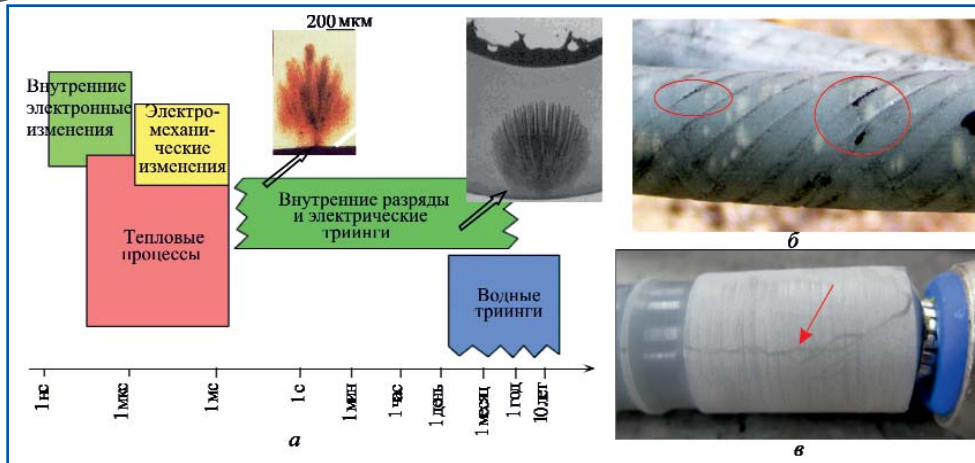 200 мкм
Внутренние
электронные
изменения
Электро-
механи-
ческие
изменения
Тепловые
процессы
Внутренние разряды
и электрические
триинги
Водные
триинги
1 нс
1 мкс
1 мс
1 с
1 мин
1 час
1 день
1 месяц
1 год
10 лет
а
б
в